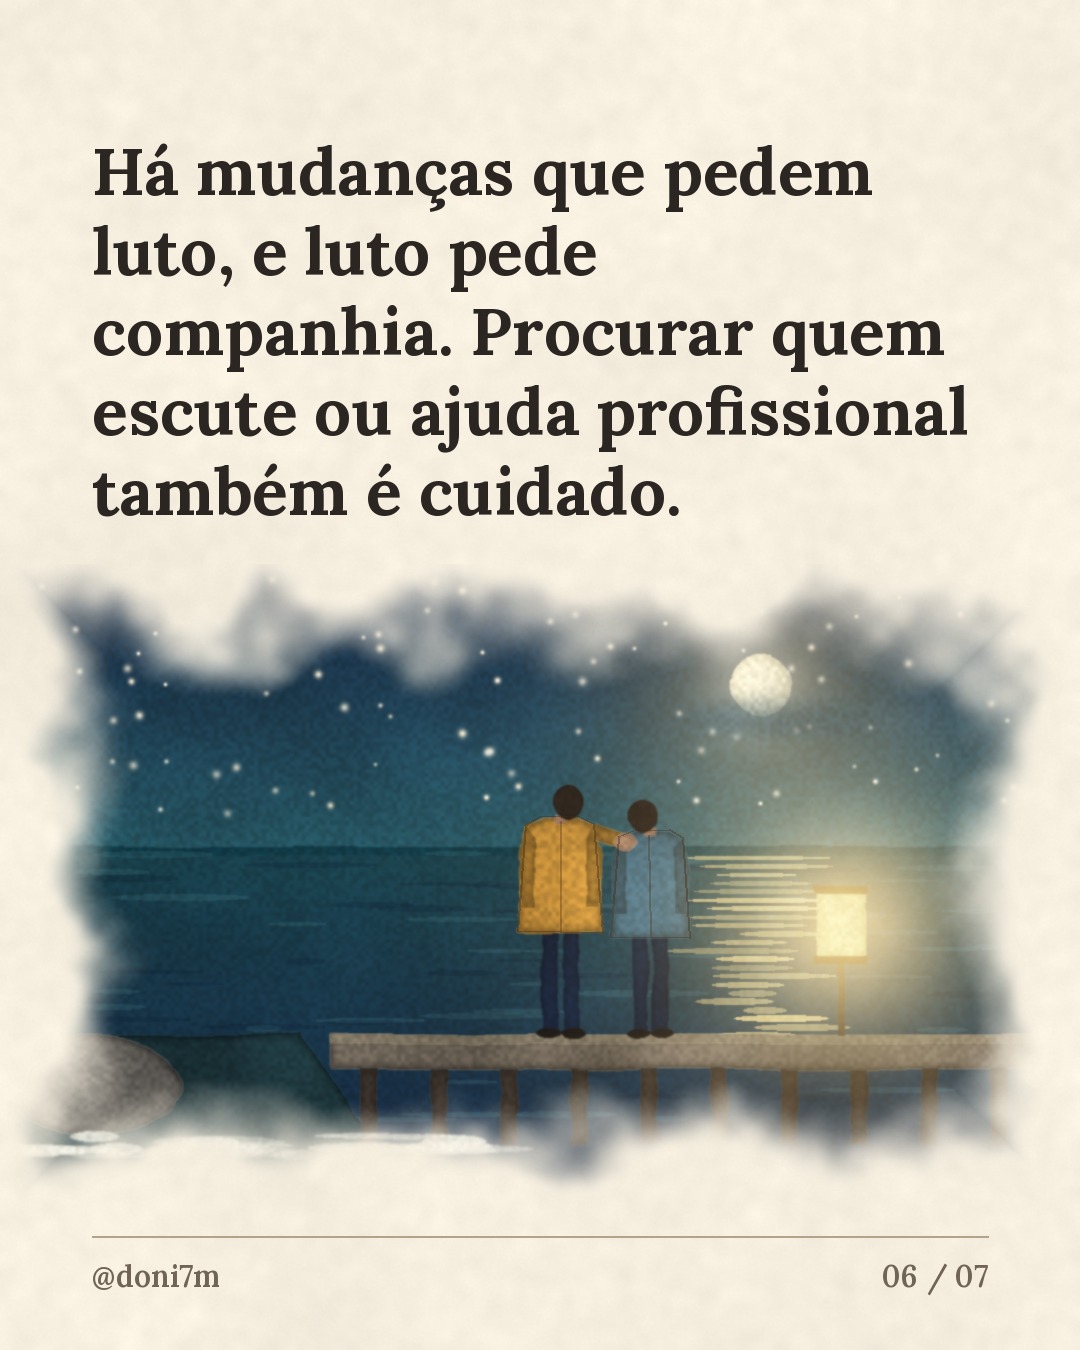 Há mudanças que pedem
luto, e luto pede
companhia. Procurar quem
escute ou ajuda profissional
também é cuidado.
@doni7m
06 / 07